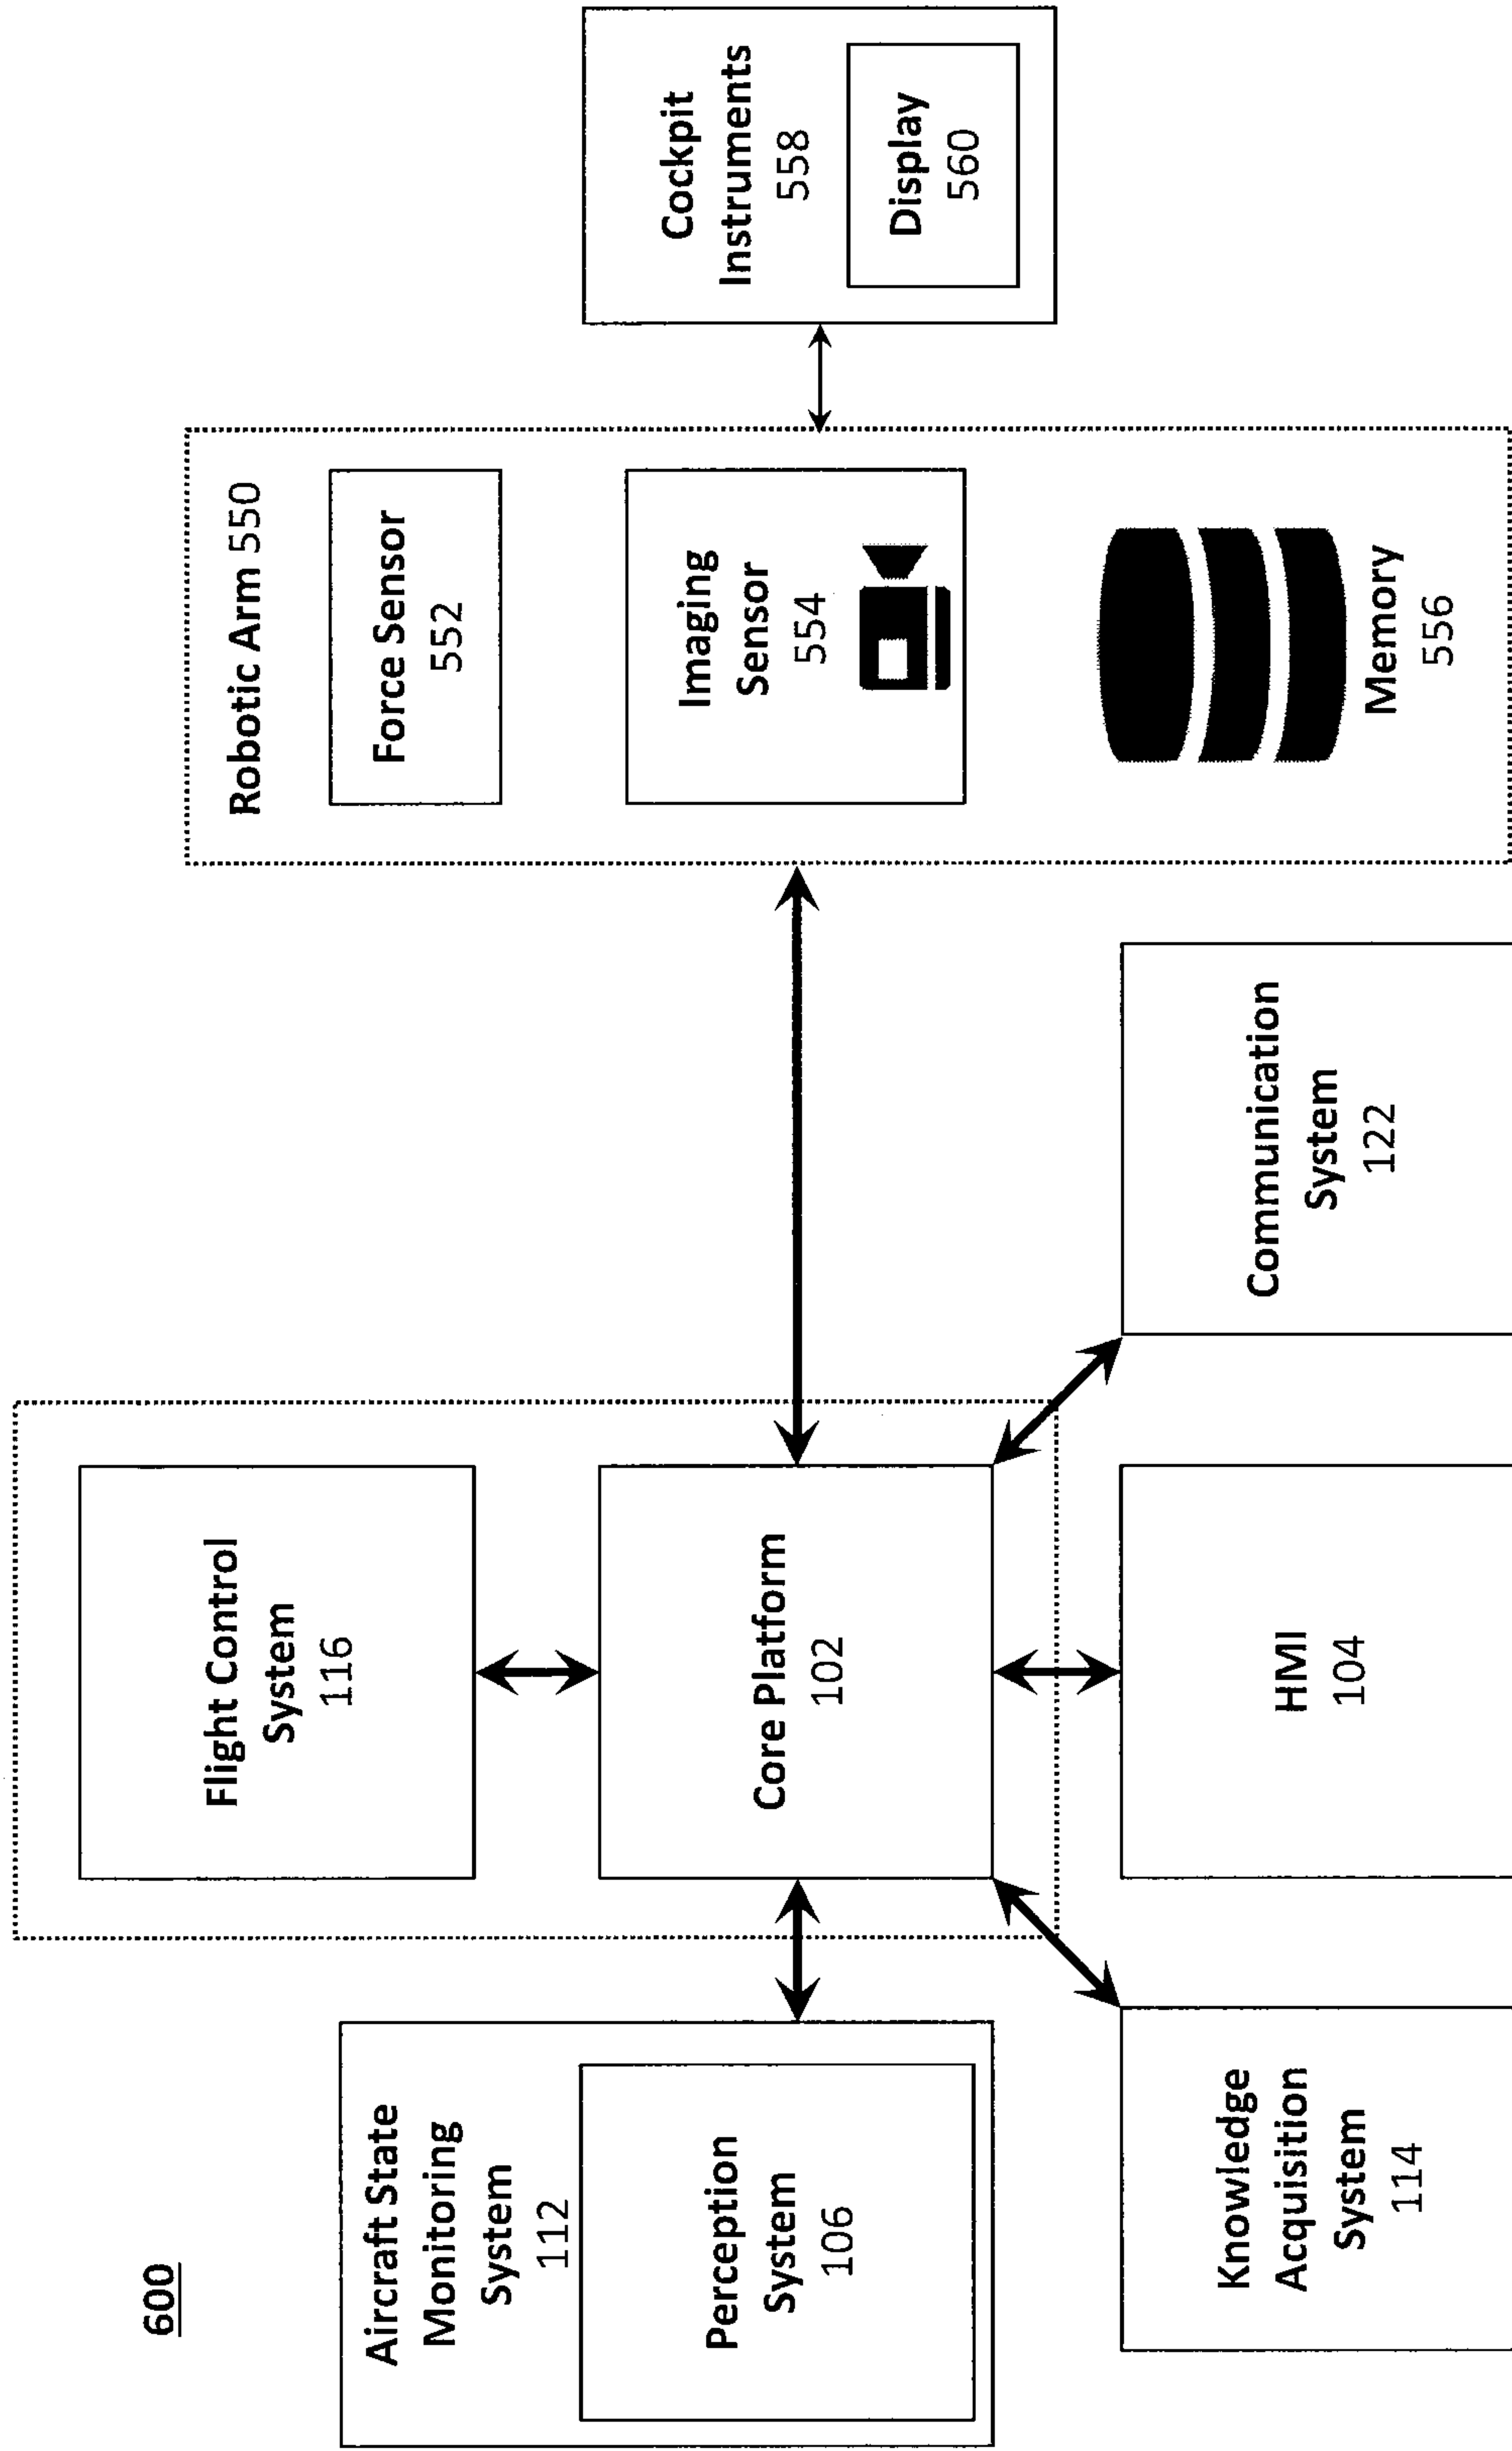 600
Aircraft State
Monitoring
System
112
Perception
System
106
Flight Control
System
116
Core Platform
102
Knowledge
Acquisition
System
114
HMI
104
Communication
System
122
Robotic Arm 550
Force Sensor
552
Imaging
Sensor
554
Memory
556
Cockpit
Instruments
558
Display
560